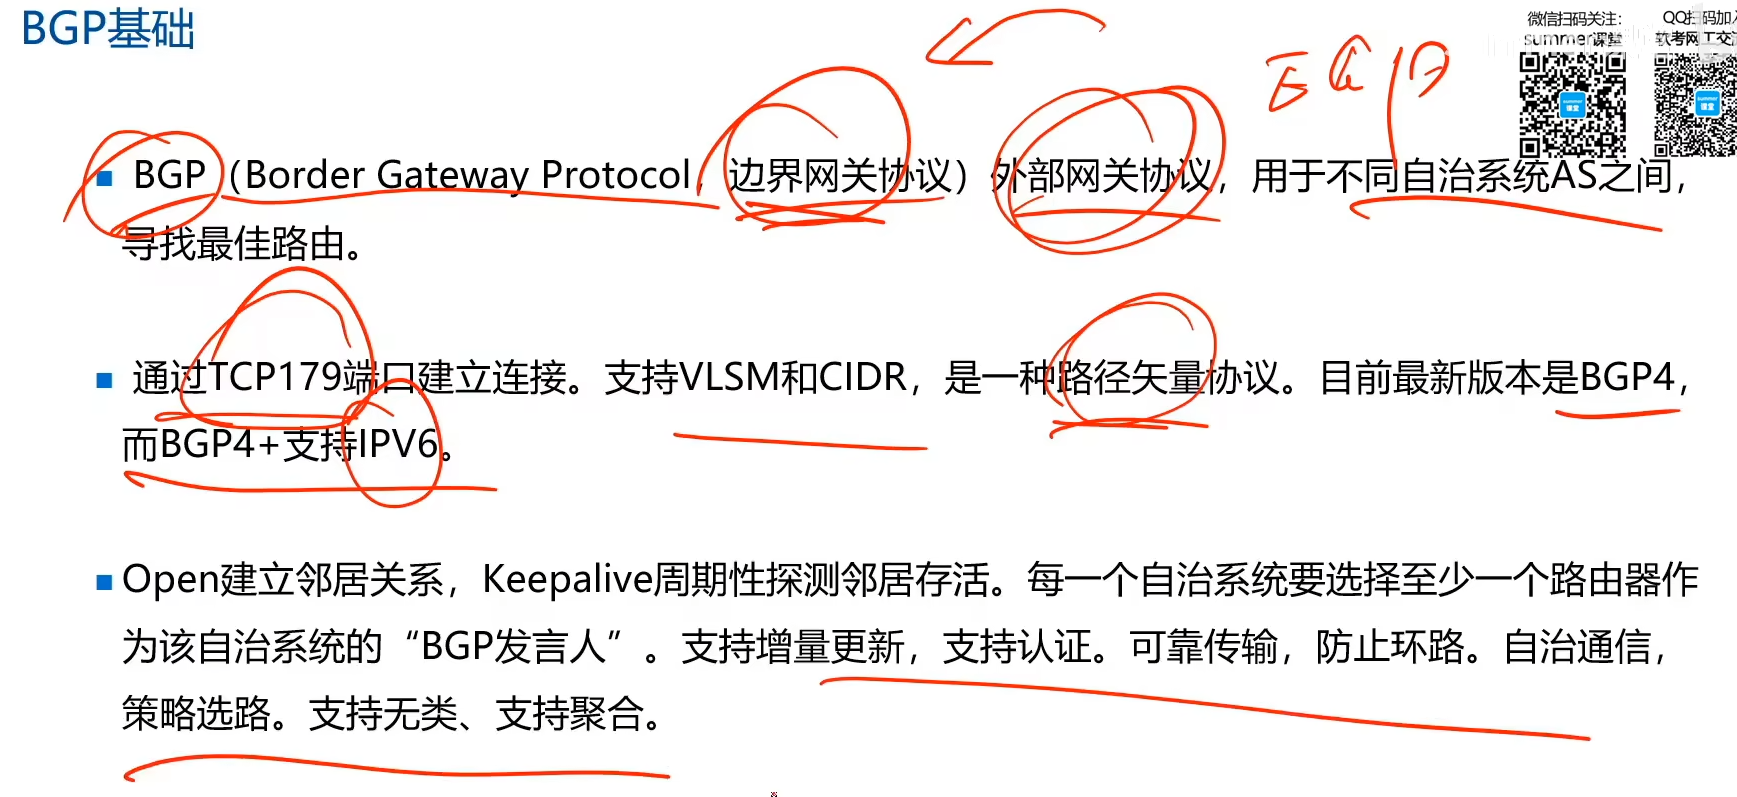 BGP基础
微信扫码关注：
summer课堂
QQ扫码加入
软考网工交流
EGP
■ BGP（Border Gateway Protocol，边界网关协议）外部网关协议，用于不同自治系统AS之间，
寻找最佳路由。
■ 通过TCP179端口建立连接。支持VLSM和CIDR，是一种路径矢量协议。目前最新版本是BGP4，
而BGP4+支持IPV6。
■ Open建立邻居关系，Keepalive周期性探测邻居存活。每一个自治系统要选择至少一个路由器作
为该自治系统的“BGP发言人”。支持增量更新，支持认证。可靠传输，防止环路。自治通信，
策略选路。支持无类、支持聚合。